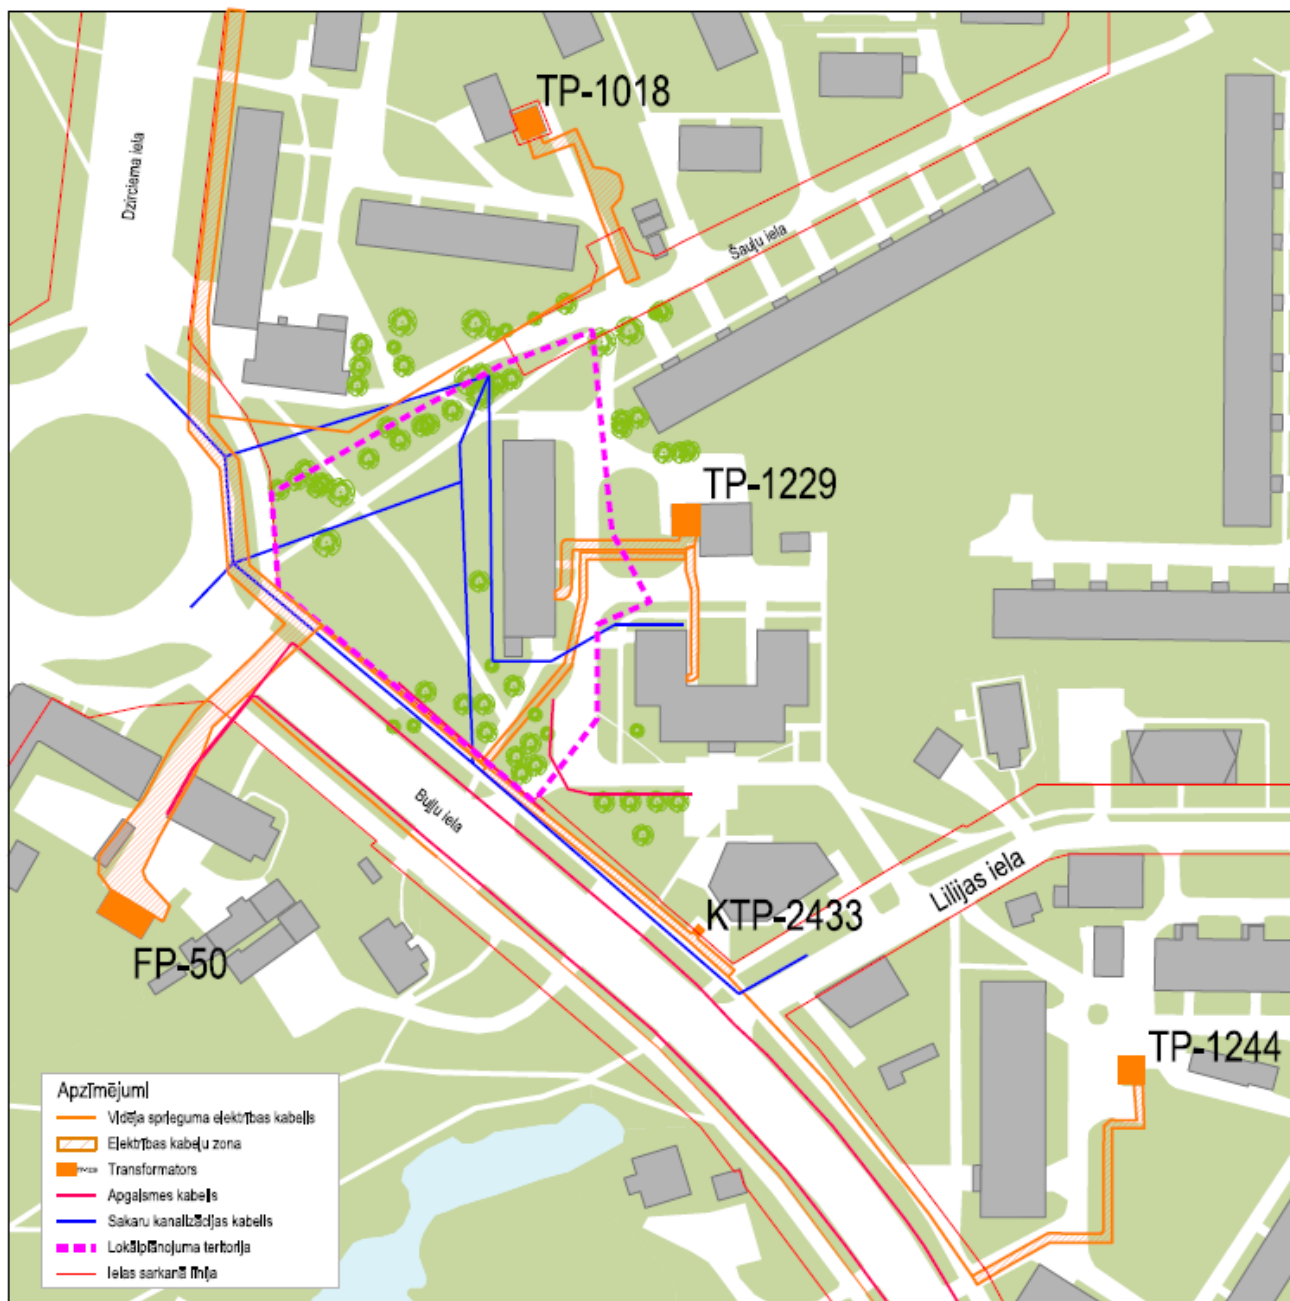 TP-1018
Dzirciema iela
Šauļu iela
TP-1229
Buļļu iela
Lilijas iela
KTP-2433
FP-50
TP-1244
Apzīmējumi
Vidēja sprieguma elektrības kabelis
Elektrības kabeļu zona
Transformators
Apgaismes kabelis
Sakaru kanalizācijas kabelis
Lokālplānojuma teritorija
Ielas sarkanā līnija